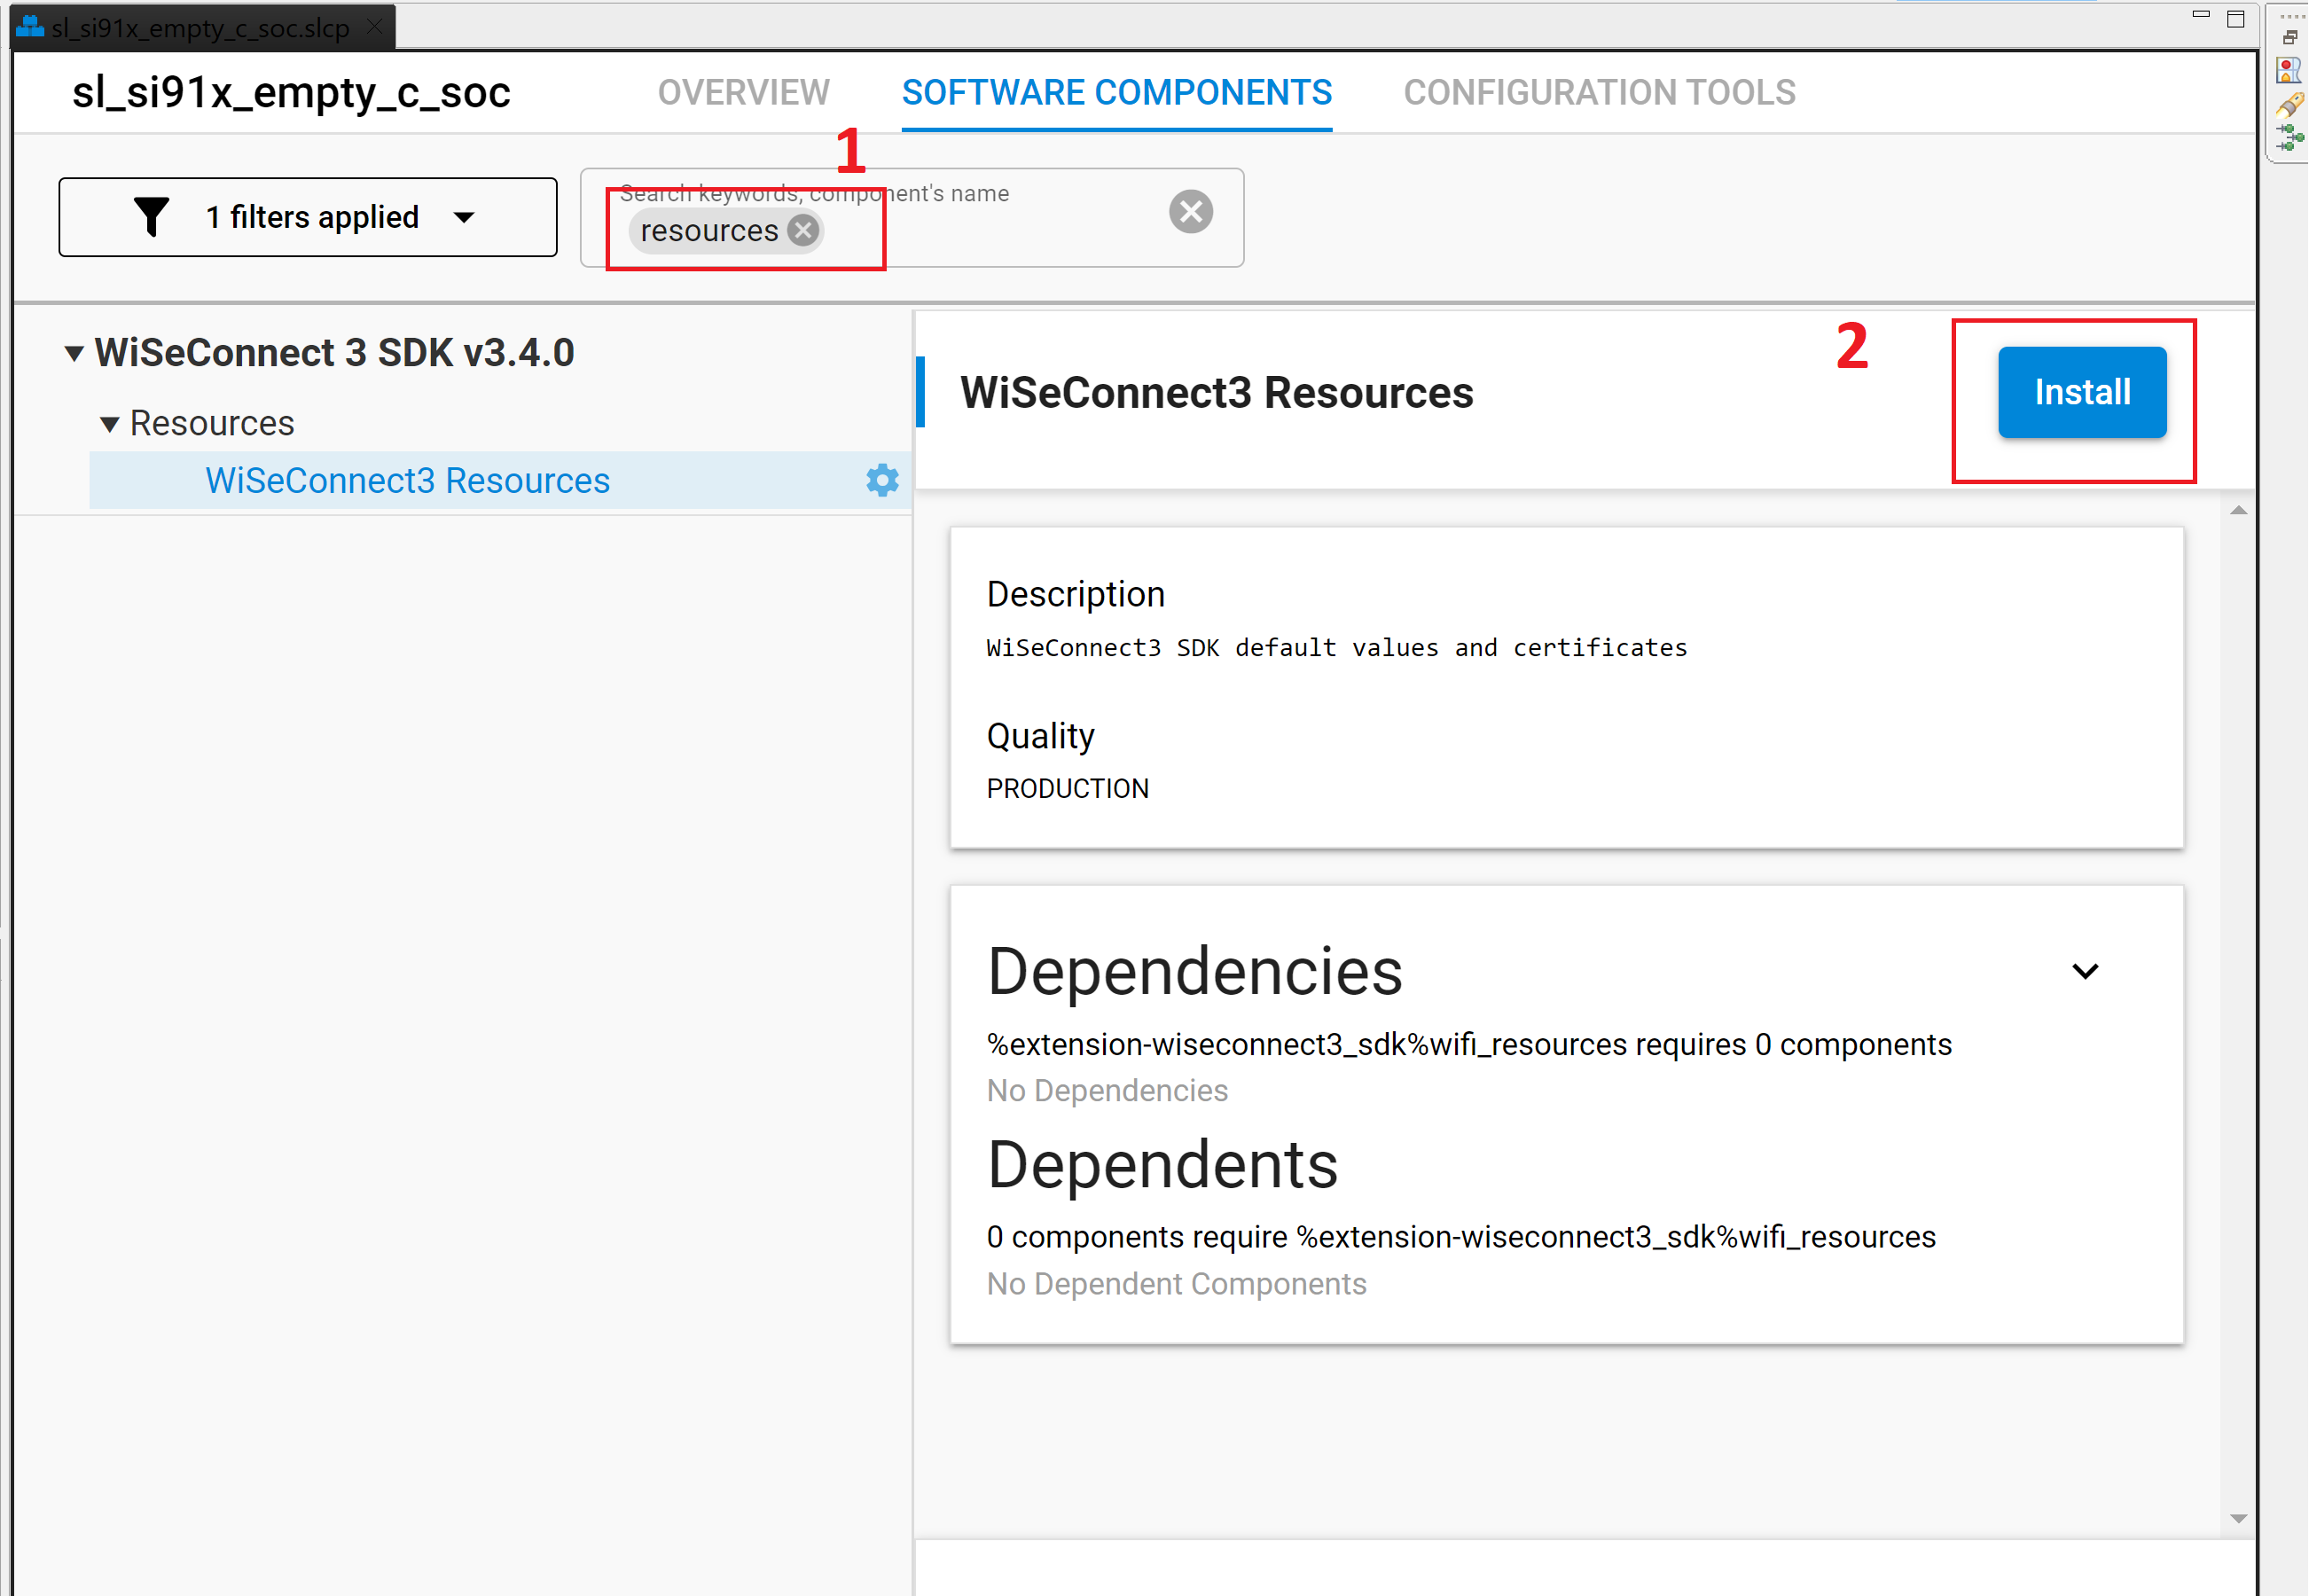 sl_si91x_empty_c_soc.slcp
sl_si91x_empty_c_soc
OVERVIEW
SOFTWARE COMPONENTS
CONFIGURATION TOOLS
1
1 filters applied
Search keywords, component's name
resources
WiSeConnect 3 SDK v3.4.0
Resources
WiSeConnect3 Resources
WiSeConnect3 Resources
2
Install
Description
WiSeConnect3 SDK default values and certificates
Quality
PRODUCTION
Dependencies
%extension-wiseconnect3_sdk%wifi_resources requires 0 components
No Dependencies
Dependents
0 components require %extension-wiseconnect3_sdk%wifi_resources
No Dependent Components